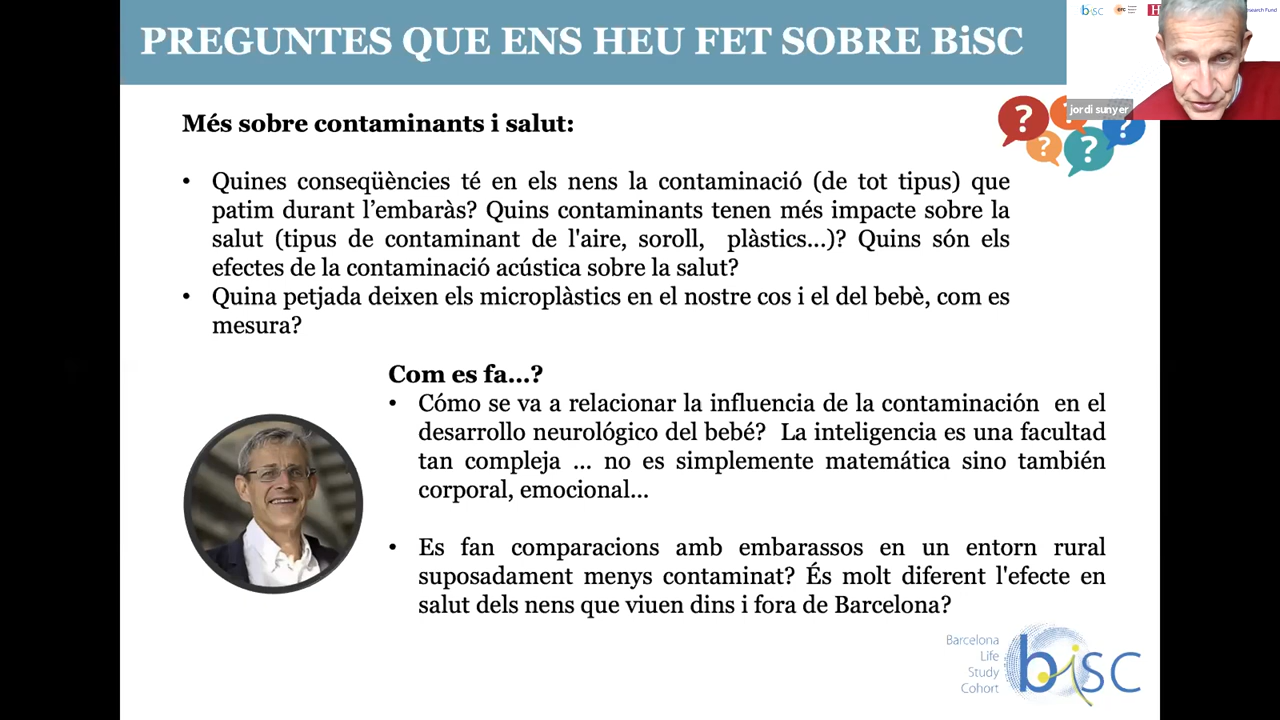 PREGUNTES QUE ENS HEU FET SOBRE BiSC
bisc
erc
H
search Fund
jordi sunyer
Més sobre contaminants i salut:
• Quines conseqüències té en els nens la contaminació (de tot tipus) que
patim durant l’embaràs? Quins contaminants tenen més impacte sobre la
salut (tipus de contaminant de l'aire, soroll, plàstics...)? Quins són els
efectes de la contaminació acústica sobre la salut?
• Quina petjada deixen els microplàstics en el nostre cos i el del bebè, com es
mesura?
? ? ? ? ?
Com es fa...?
• Cómo se va a relacionar la influencia de la contaminación en el
desarrollo neurológico del bebé? La inteligencia es una facultad
tan compleja ... no es simplemente matemática sino también
corporal, emocional...
• Es fan comparacions amb embarassos en un entorn rural
suposadament menys contaminat? És molt diferent l'efecte en
salut dels nens que viuen dins i fora de Barcelona?
Barcelona
Life
Study
Cohort
bisc